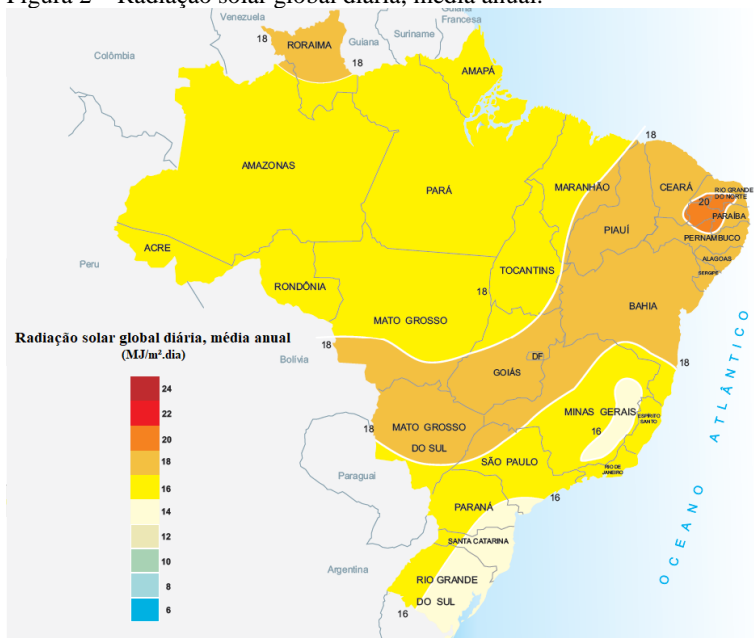 Figura 2 – Radiação solar global diária, média anual.
Venezuela
Guiana
Francesa
Suriname
Guiana
Colômbia
18
RORAIMA
18
AMAPÁ
AMAZONAS
PARÁ
MARANHÃO
18
CEARÁ
RIO GRANDE
DO NORTE
20
PARAÍBA
PIAUÍ
PERNAMBUCO
ALAGOAS
SERGIPE
ACRE
Peru
RONDÔNIA
TOCANTINS
18
MATO GROSSO
BAHIA
Radiação solar global diária, média anual
(MJ/m².dia)
18
Bolívia
DF
GOIÁS
18
24
22
20
18
16
14
12
10
8
6
MINAS GERAIS
16
ESPÍRITO
SANTO
18
MATO GROSSO
DO SUL
SÃO PAULO
RIO DE
JANEIRO
Paraguai
16
PARANÁ
SANTA CATARINA
Argentina
RIO GRANDE
DO SUL
16
OCEANO ATLÂNTICO